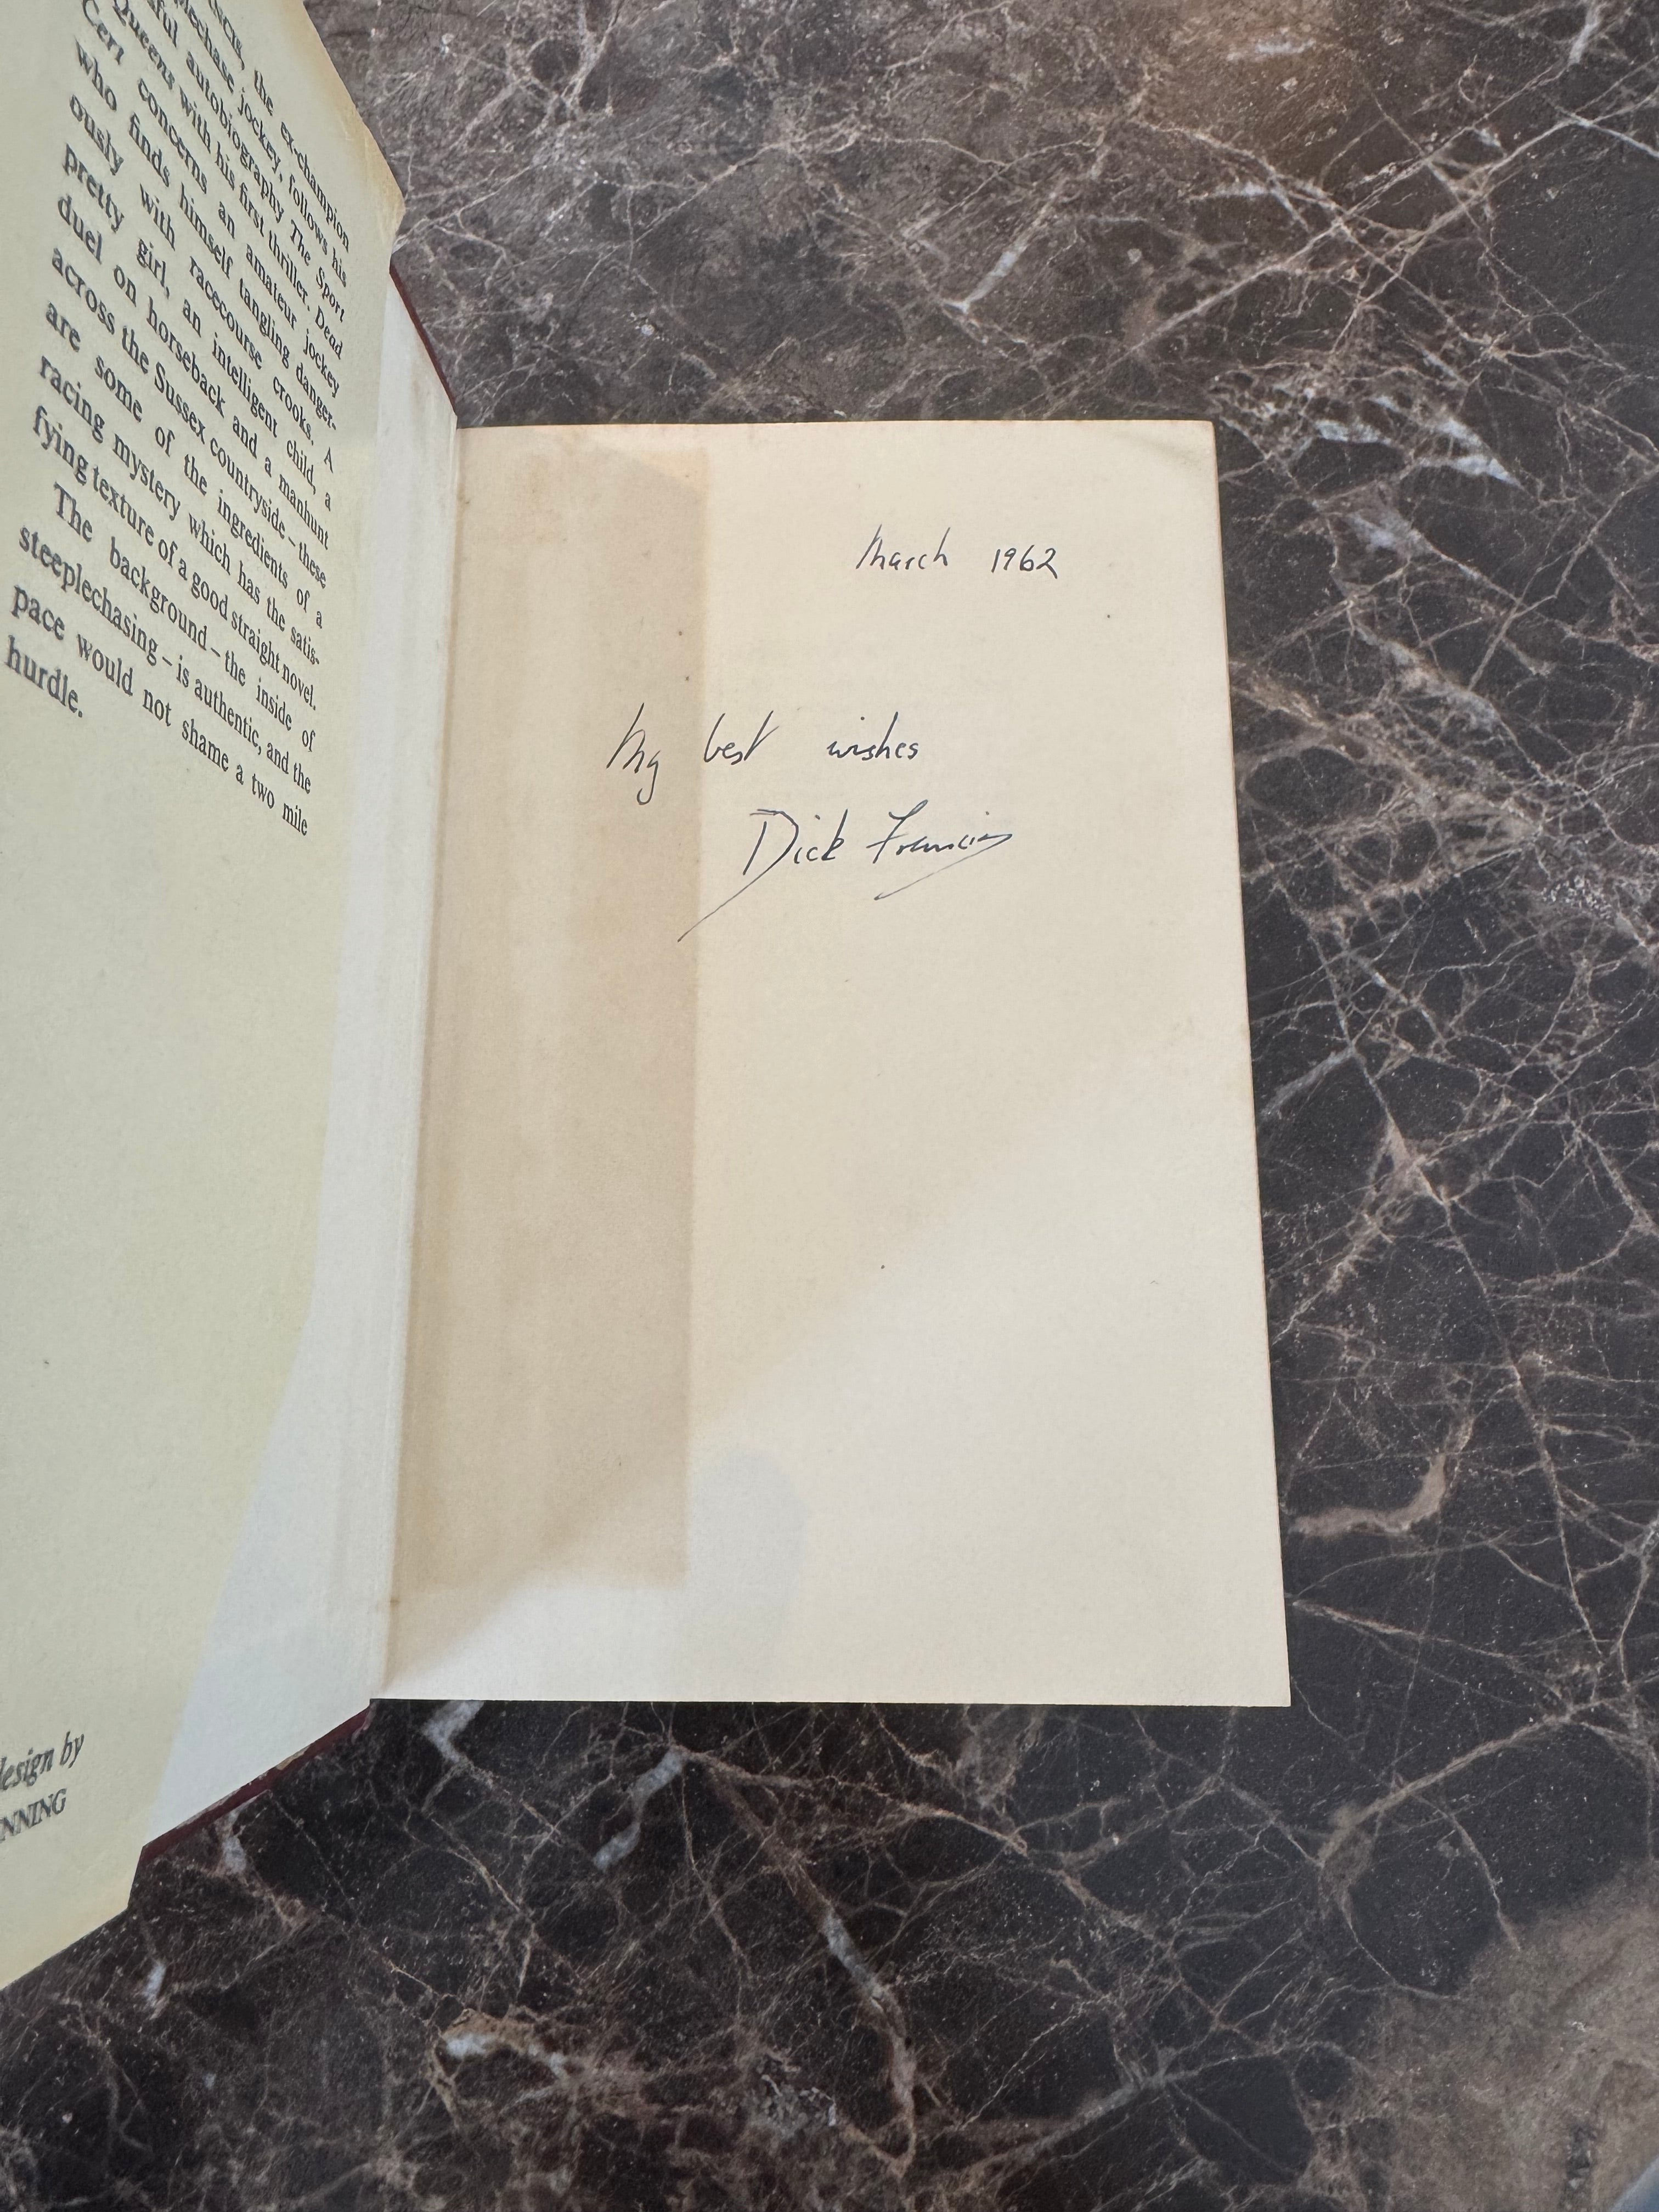 the ex-champion
plechase jockey, follows his
ful autobiography The Sport
Queens with his first thriller. Dead
Cert concerns an amateur jockey
who finds himself tangling danger-
ously with racecourse crooks. A
pretty girl, an intelligent child, a
duel on horseback and a manhunt
across the Sussex countryside – these
are some of the ingredients of a
racing mystery which has the satis-
fying texture of a good straight novel.
The background – the inside of
steeplechasing – is authentic, and the
pace would not shame a two mile
hurdle.
design by
NNING
March 1962
My best wishes
Dick Francis